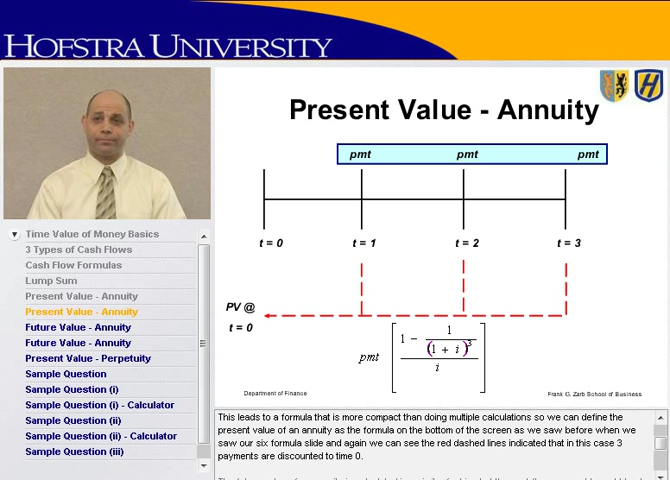 HOFSTRA UNIVERSITY
Present Value - Annuity
pmt pmt pmt
t = 0 t = 1 t = 2 t = 3
PV @
t = 0
pmt [ 1 - 1 / (1 + i)^3 / i ]
Department of Finance Frank G. Zarb School of Business
Time Value of Money Basics
3 Types of Cash Flows
Cash Flow Formulas
Lump Sum
Present Value - Annuity
Present Value - Annuity
Future Value - Annuity
Future Value - Annuity
Present Value - Perpetuity
Sample Question
Sample Question (i)
Sample Question (i) - Calculator
Sample Question (ii)
Sample Question (ii) - Calculator
Sample Question (iii)
This leads to a formula that is more compact than doing multiple calculations so we can define the
present value of an annuity as the formula on the bottom of the screen as we saw before when we
saw our six formula slide and again we can see the red dashed lines indicated that in this case 3
payments are discounted to time 0.